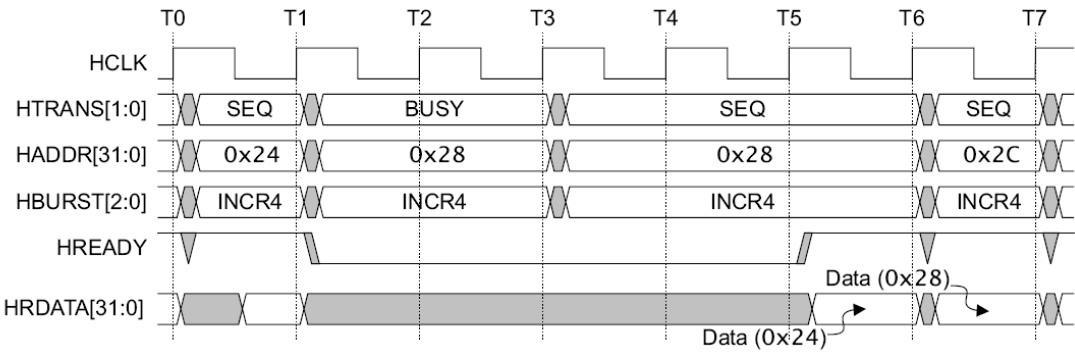 T0 T1 T2 T3 T4 T5 T6 T7
HCLK
HTRANS[1:0] SEQ BUSY SEQ SEQ
HADDR[31:0] 0x24 0x28 0x28 0x2C
HBURST[2:0] INCR4 INCR4 INCR4 INCR4
HREADY
Data (0x28)
HRDATA[31:0]
Data (0x24)